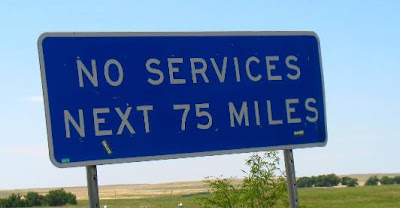 NO SERVICES
NEXT 75 MILES